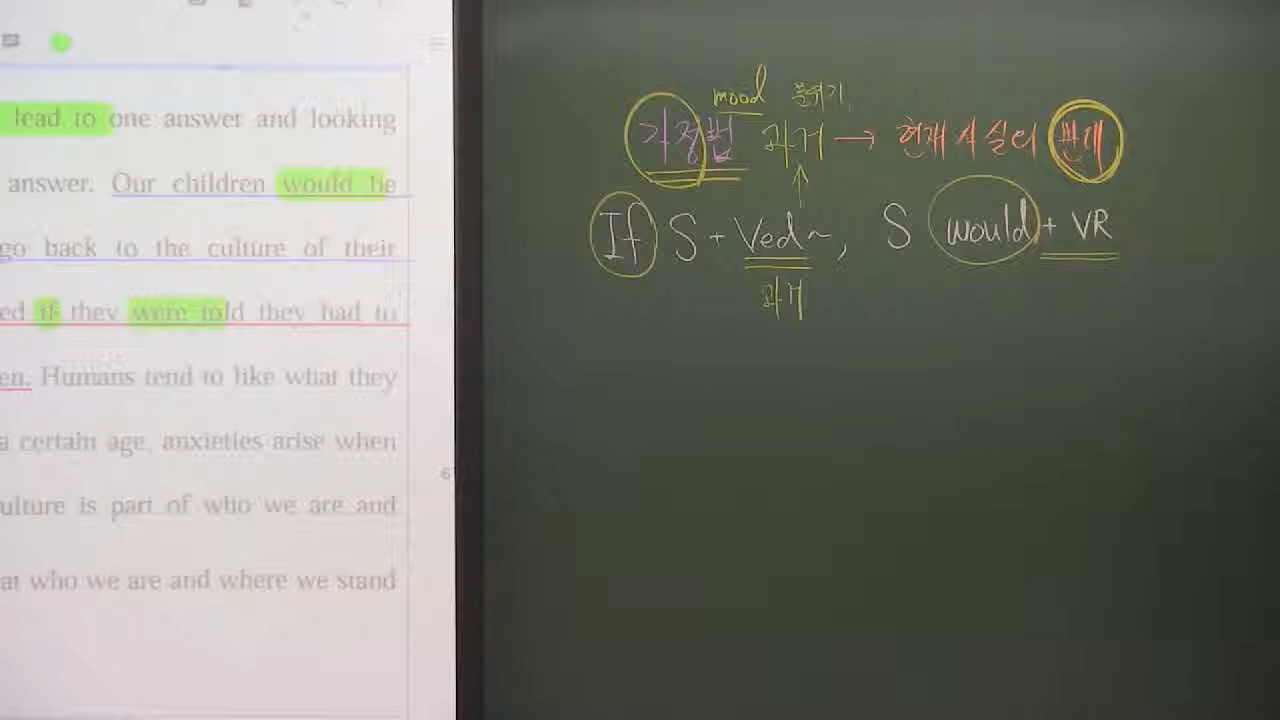 lead to one answer and looking
answer. Our children would be
go back to the culture of their
ed if they were told they had to
en. Humans tend to like what they
a certain age, anxieties arise when
ulture is part of who we are and
at who we are and where we stand
6
mood 분위기
가정법 과거 → 현재 사실의 반대
If S + Ved~, S would + VR
과거